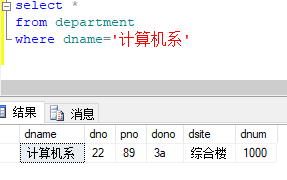 select *
from department
where dname='计算机系'
结果 消息
dname dno pno dono dsite dnum
计算机系 22 89 3a 综合楼 1000